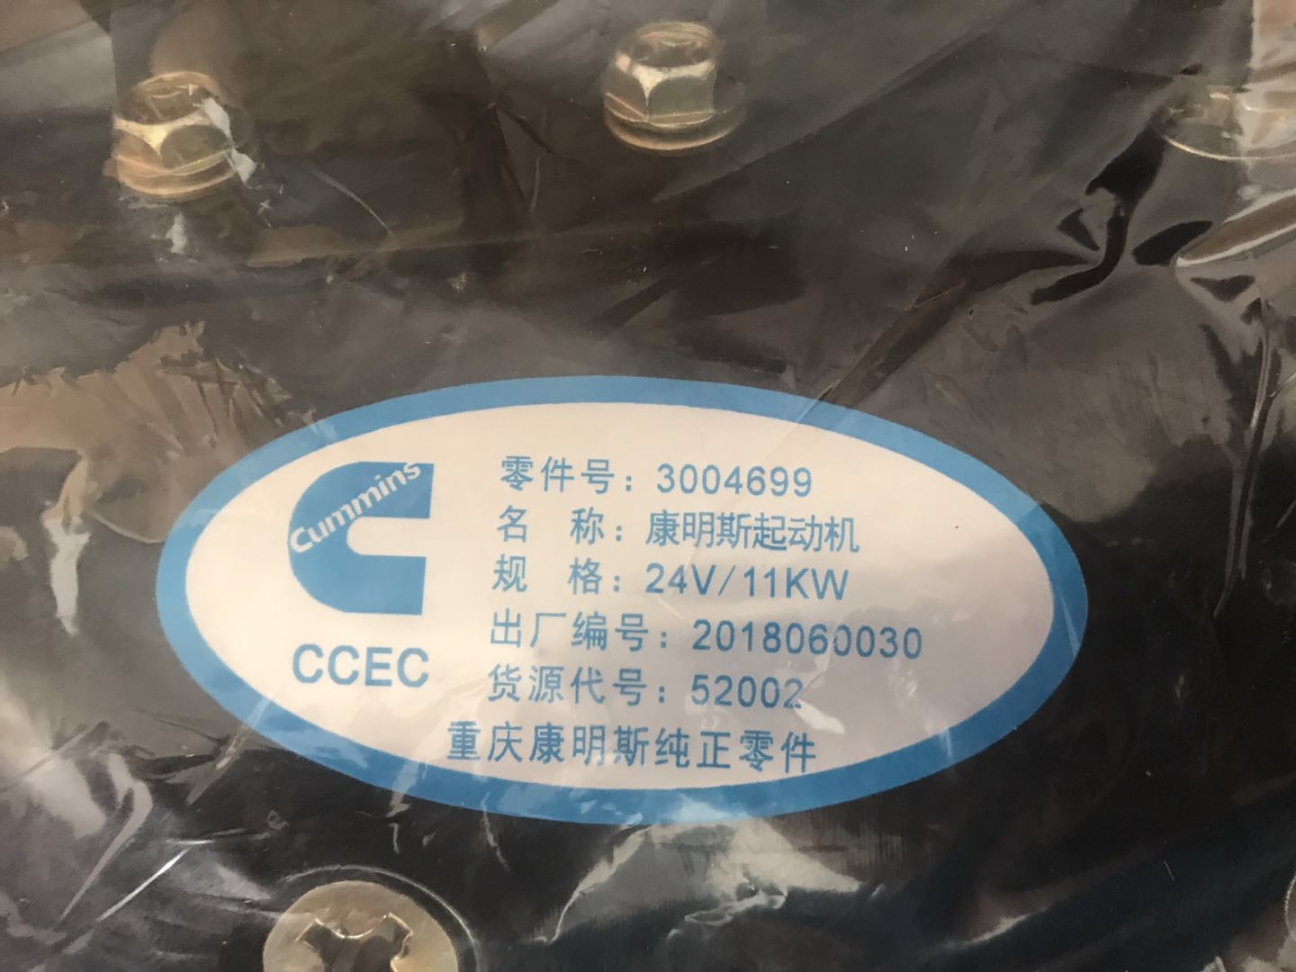 Cummins
CCEC
零件号：3004699
名 称：康明斯起动机
规 格：24V/11KW
出厂编号：2018060030
货源代号：52002
重庆康明斯纯正零件